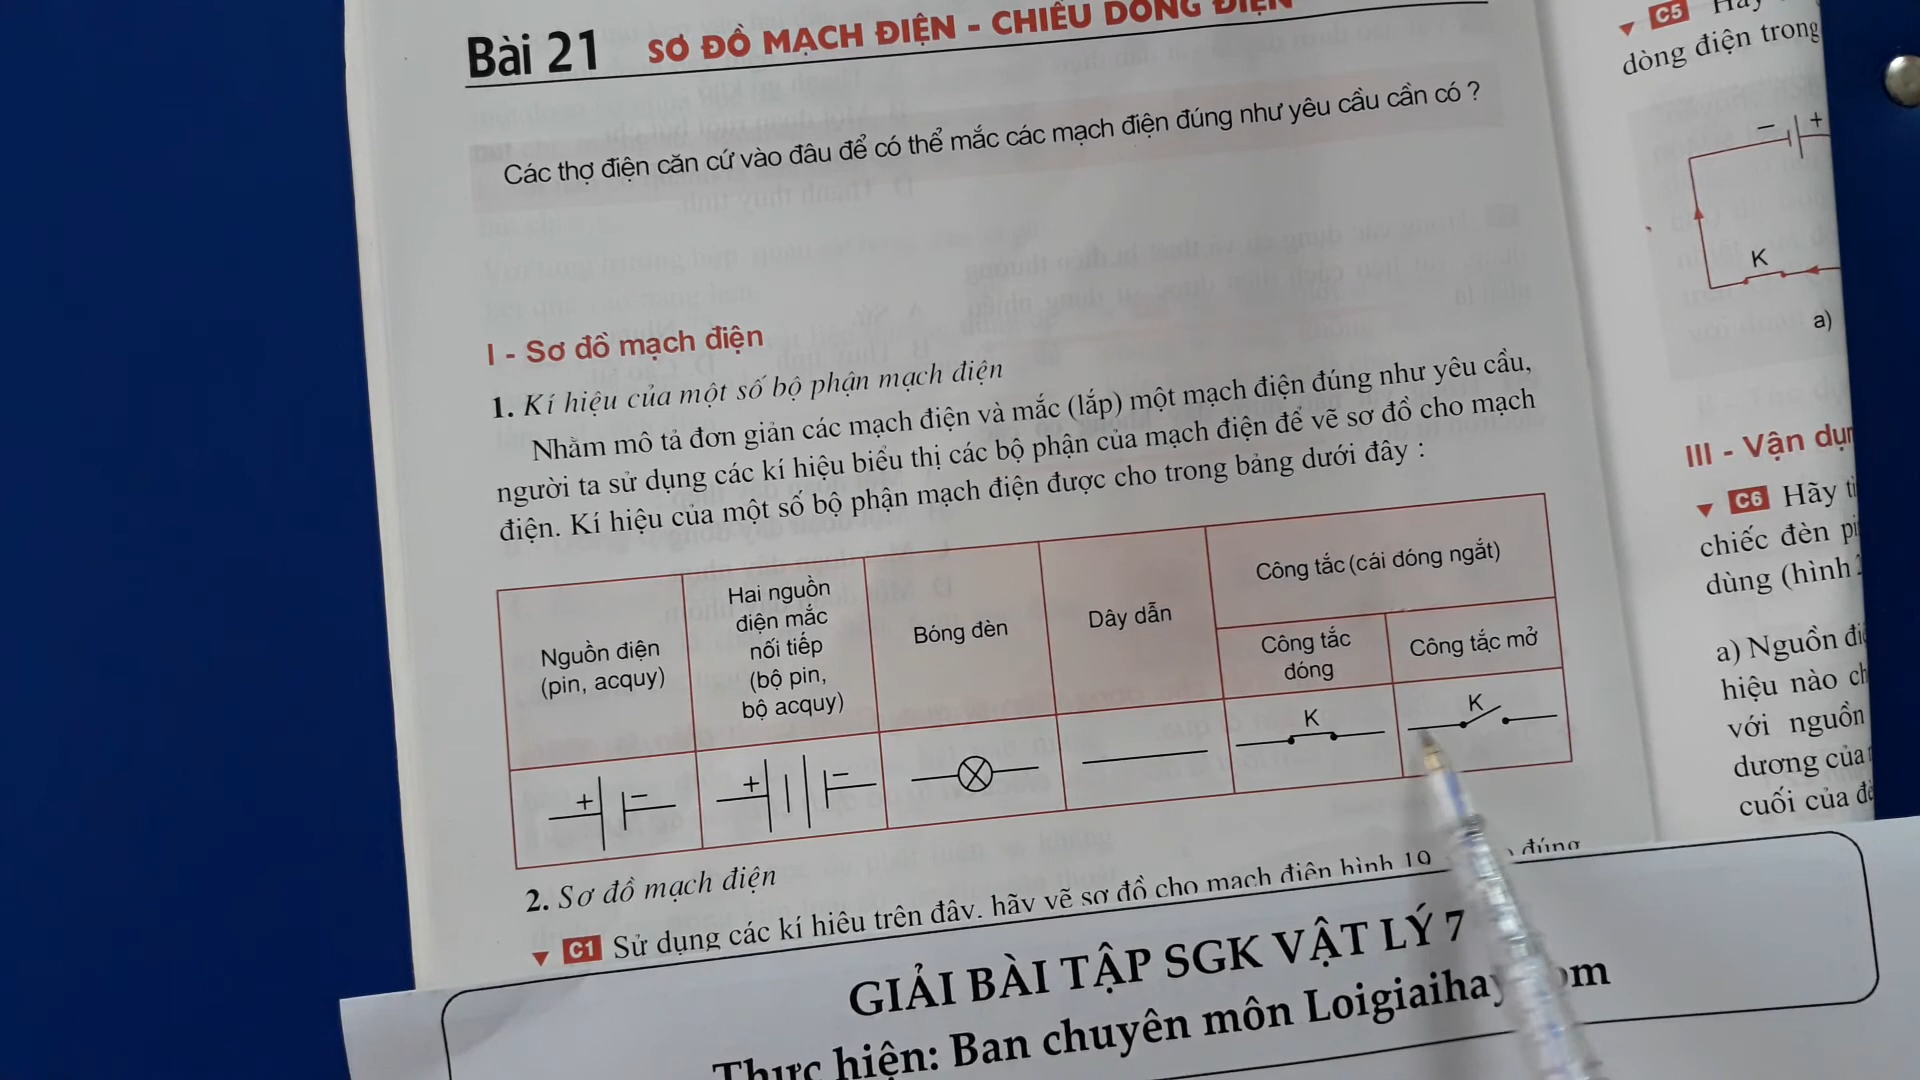 Bài 21 SƠ ĐỒ MẠCH ĐIỆN - CHIỀU DÒNG ĐIỆN
Các thợ điện căn cứ vào đâu để có thể mắc các mạch điện đúng như yêu cầu cần có ?
I - Sơ đồ mạch điện
1. Kí hiệu của một số bộ phận mạch điện
Nhằm mô tả đơn giản các mạch điện và mắc (lắp) một mạch điện đúng như yêu cầu,
người ta sử dụng các kí hiệu biểu thị các bộ phận của mạch điện để vẽ sơ đồ cho mạch
điện. Kí hiệu của một số bộ phận mạch điện được cho trong bảng dưới đây :
Nguồn điện
(pin, acquy)
Hai nguồn
điện mắc
nối tiếp
(bộ pin,
bộ acquy)
Bóng đèn
Dây dẫn
Công tắc (cái đóng ngắt)
Công tắc
đóng
Công tắc mở
+ −
+ −
K
K
2. Sơ đồ mạch điện
C1 Sử dụng các kí hiệu trên đây, hãy vẽ sơ đồ cho mạch điện hình 19 đúng
GIẢI BÀI TẬP SGK VẬT LÝ 7
Thực hiện: Ban chuyên môn Loigiaihay om
C5 Hãy
dòng điện trong
− +
K
a)
III - Vận dụ
C6 Hãy
chiếc đèn
dùng (hình
a) Nguồn
hiệu nào
với nguồn
dương của
cuối của